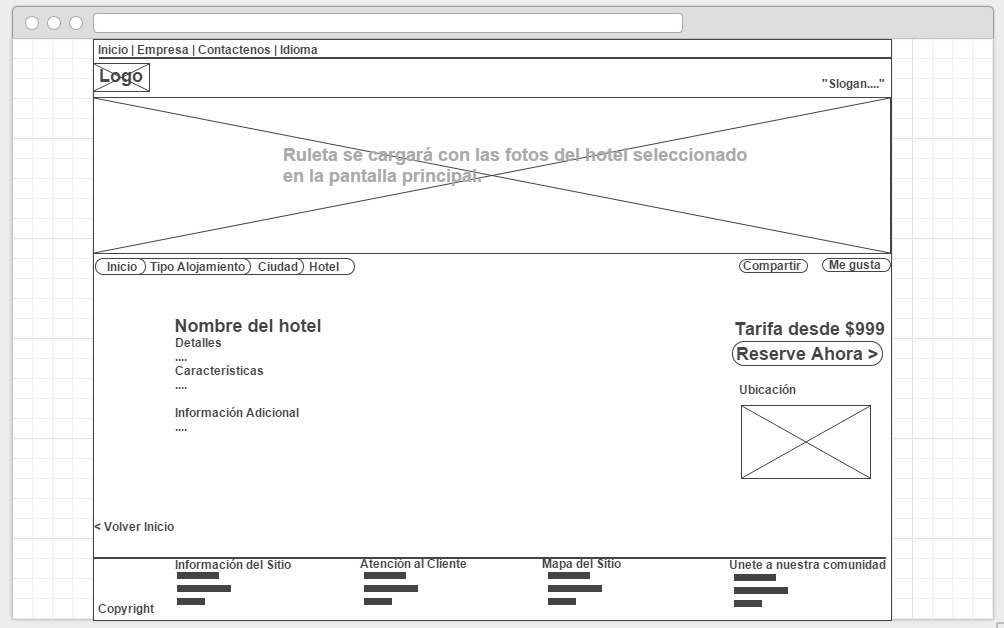 Inicio | Empresa | Contactenos | Idioma
Logo
"Slogan...."
Ruleta se cargará con las fotos del hotel seleccionado
en la pantalla principal.
Inicio Tipo Alojamiento Ciudad Hotel
Compartir Me gusta
Nombre del hotel
Detalles
....
Características
....
Información Adicional
....
Tarifa desde $999
Reserve Ahora >
Ubicación
< Volver Inicio
Información del Sitio Atención al Cliente Mapa del Sitio Unete a nuestra comunidad
Copyright